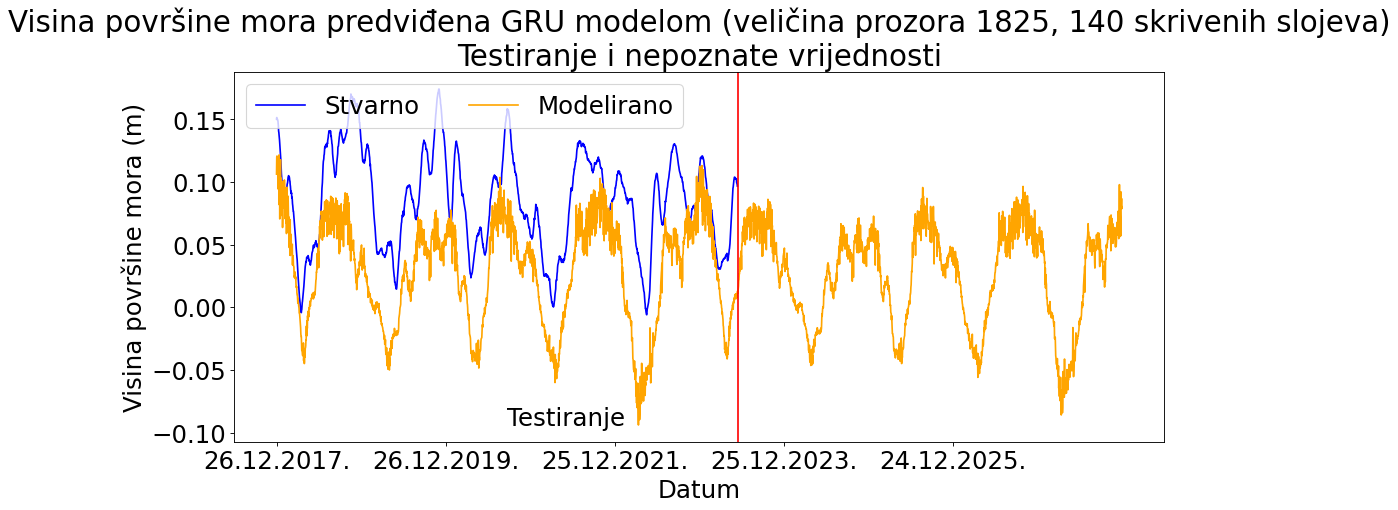 Visina površine mora predviđena GRU modelom (veličina prozora 1825, 140 skrivenih slojeva)
Testiranje i nepoznate vrijednosti
Stvarno
Modelirano
Visina površine mora (m)
0.15
0.10
0.05
0.00
−0.05
−0.10
Testiranje
26.12.2017.
26.12.2019.
25.12.2021.
25.12.2023.
24.12.2025.
Datum